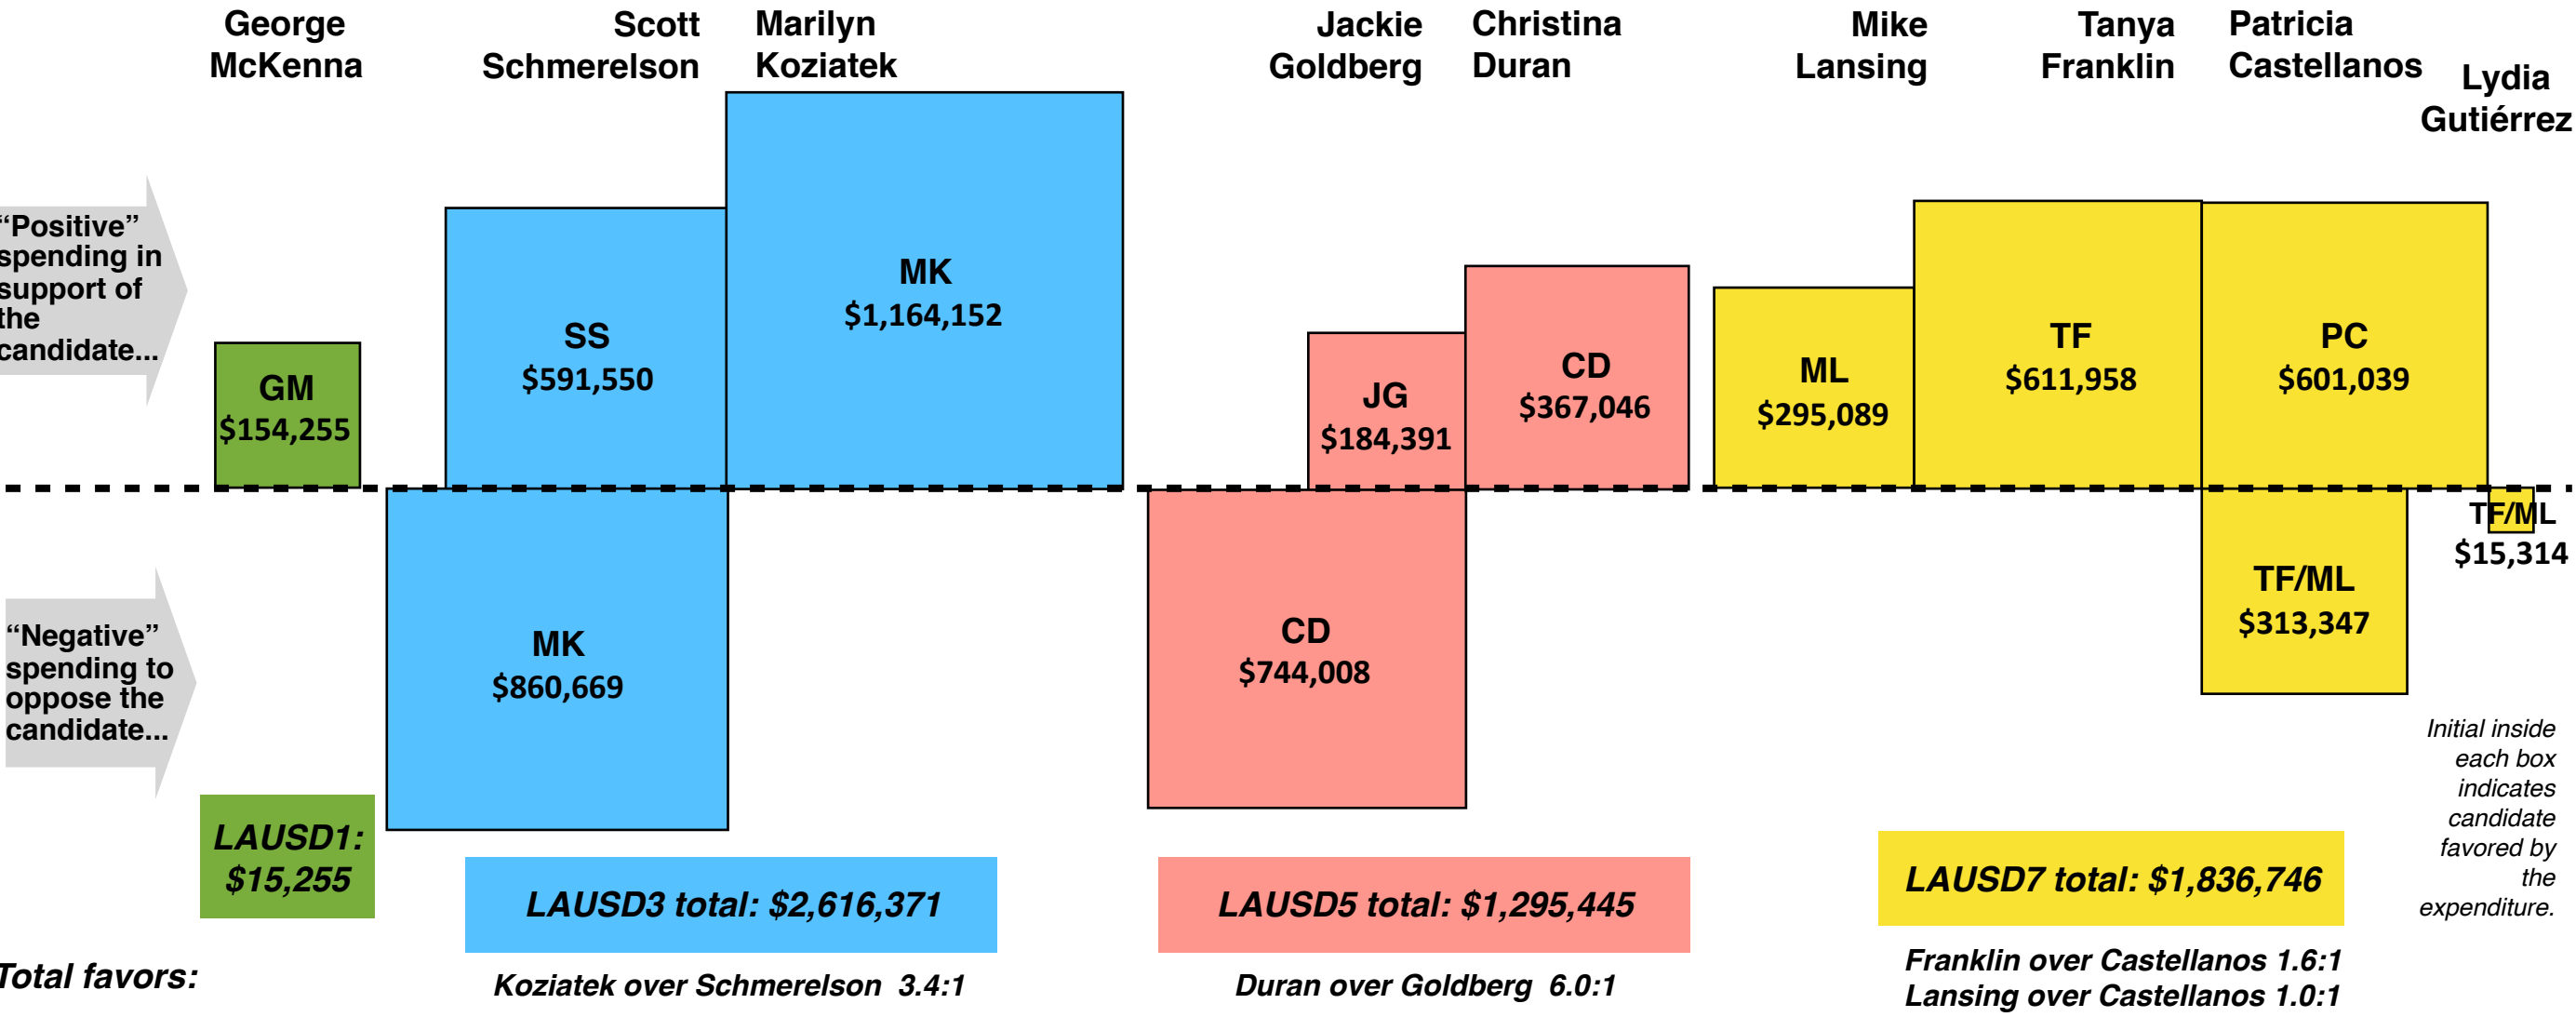 George
McKenna
Scott
Schmerelson
Marilyn
Koziatek
Jackie
Goldberg
Christina
Duran
Mike
Lansing
Tanya
Franklin
Patricia
Castellanos
Lydia
Gutiérrez
“Positive”
spending in
support of
the
candidate...
GM
$154,255
SS
$591,550
MK
$1,164,152
JG
$184,391
CD
$367,046
ML
$295,089
TF
$611,958
PC
$601,039
“Negative”
spending to
oppose the
candidate...
MK
$860,669
CD
$744,008
TF/ML
$313,347
TF/ML
$15,314
Initial inside
each box
indicates
candidate
favored by
the
expenditure.
LAUSD1:
$15,255
LAUSD3 total: $2,616,371
LAUSD5 total: $1,295,445
LAUSD7 total: $1,836,746
Total favors:
Koziatek over Schmerelson 3.4:1
Duran over Goldberg 6.0:1
Franklin over Castellanos 1.6:1
Lansing over Castellanos 1.0:1